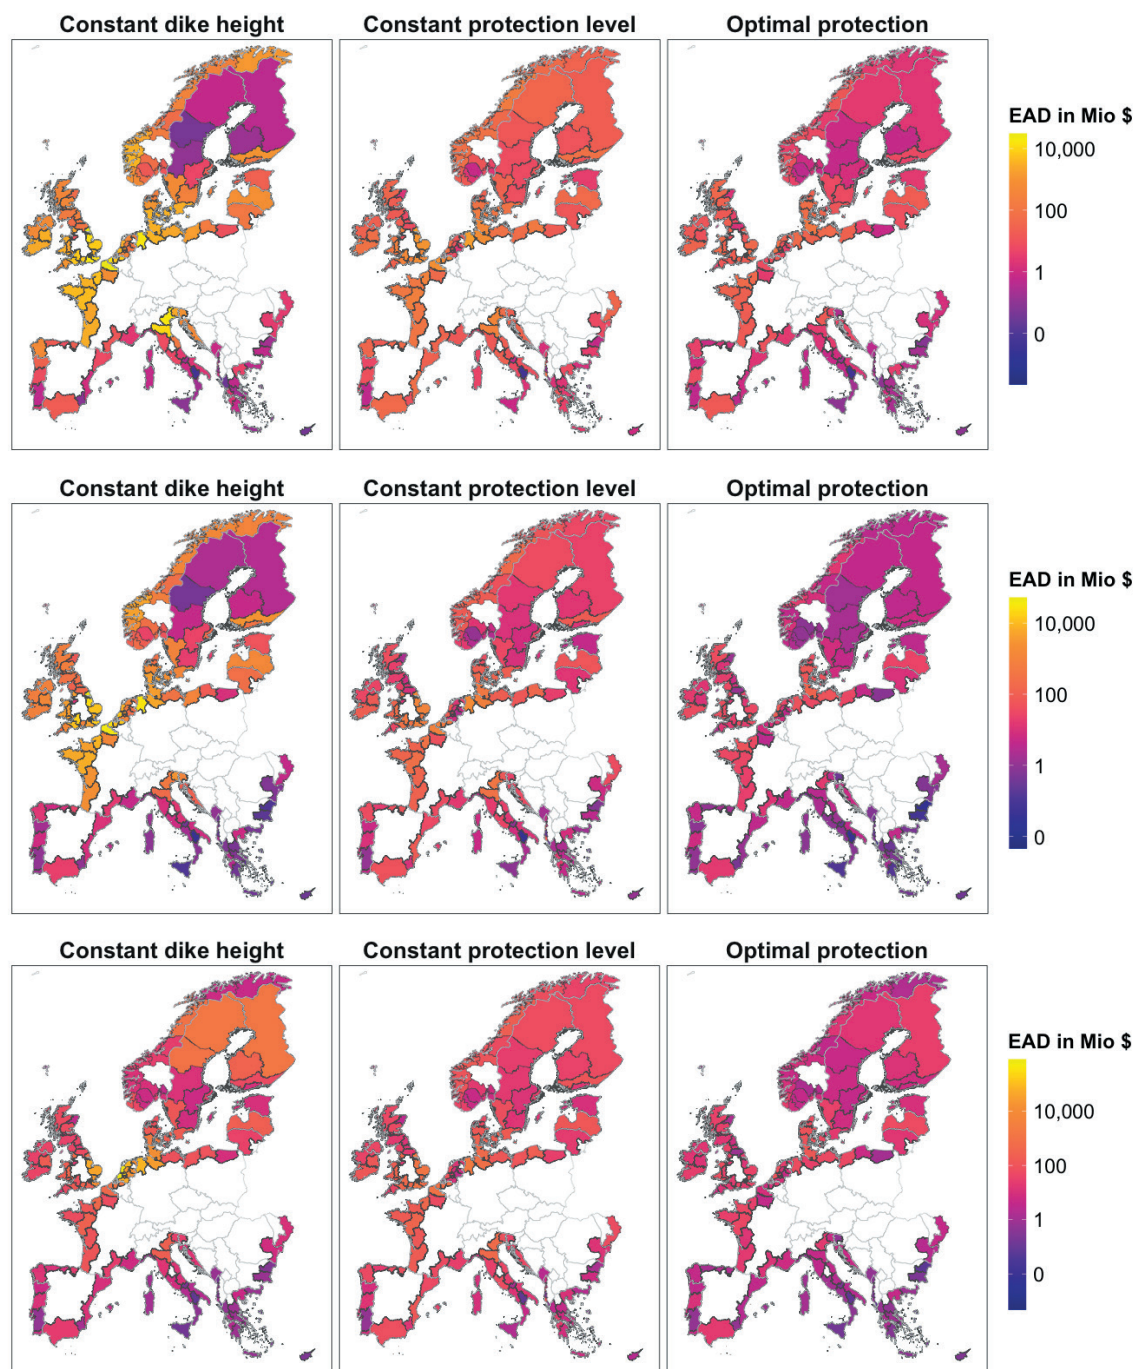 Constant dike height Constant protection level Optimal protection
EAD in Mio $
10,000
100
1
0
Constant dike height Constant protection level Optimal protection
EAD in Mio $
10,000
100
1
0
Constant dike height Constant protection level Optimal protection
EAD in Mio $
10,000
100
1
0